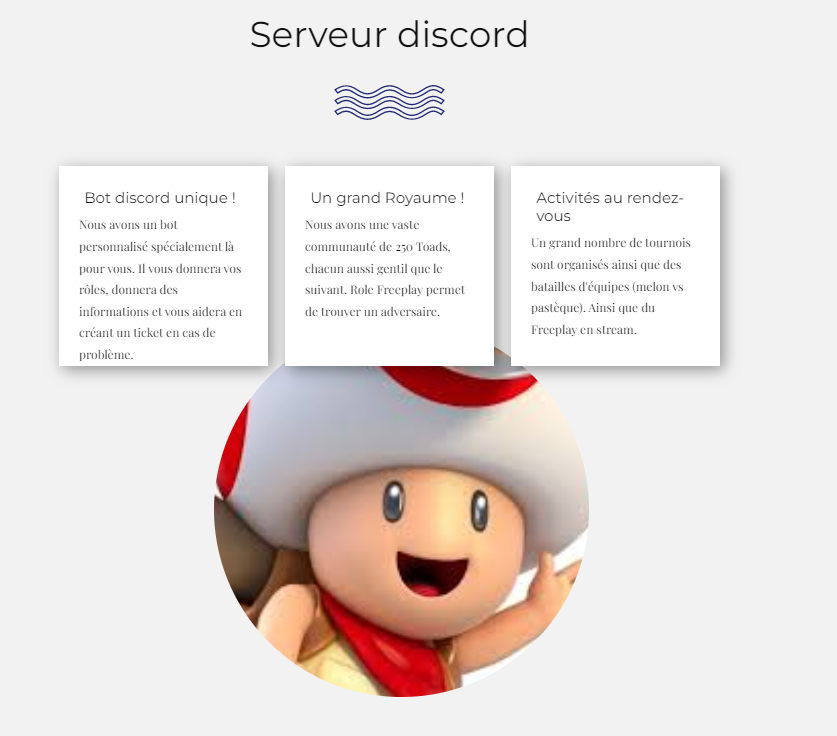 Serveur discord
Bot discord unique !
Nous avons un bot
personnalisé spécialement là
pour vous. Il vous donnera vos
rôles, donnera des
informations et vous aidera en
créant un ticket en cas de
problème.
Un grand Royaume !
Nous avons une vaste
communauté de 250 Toads,
chacun aussi gentil que le
suivant. Role Freeplay permet
de trouver un adversaire.
Activités au rendez-
vous
Un grand nombre de tournois
sont organisés ainsi que des
batailles d'équipes (melon vs
pastèque). Ainsi que du
Freeplay en stream.